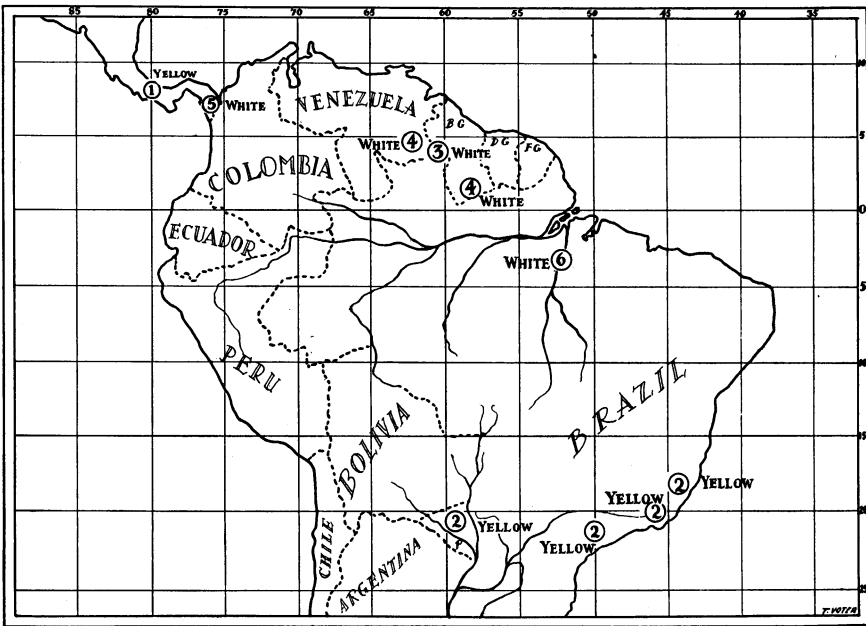 85 80 75 70 65 60 55 50 45 40 35
10
YELLOW
1
5 WHITE
VENEZUELA
BG
DG
FG
5
WHITE 4
3 WHITE
COLOMBIA
4
WHITE
0
ECUADOR
WHITE 6
5
PERU
10
BRAZIL
BOLIVIA
15
2 YELLOW
YELLOW 2
20
2 YELLOW
2
YELLOW
P
CHILE
ARGENTINA
25
T. VOTER